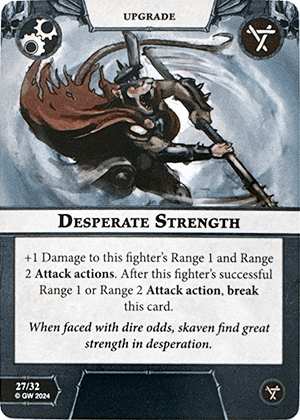 UPGRADE
DESPERATE STRENGTH
+1 Damage to this fighter's Range 1 and Range
2 Attack actions. After this fighter's successful
Range 1 or Range 2 Attack action, break
this card.
When faced with dire odds, skaven find great
strength in desperation.
27/32
© GW 2024